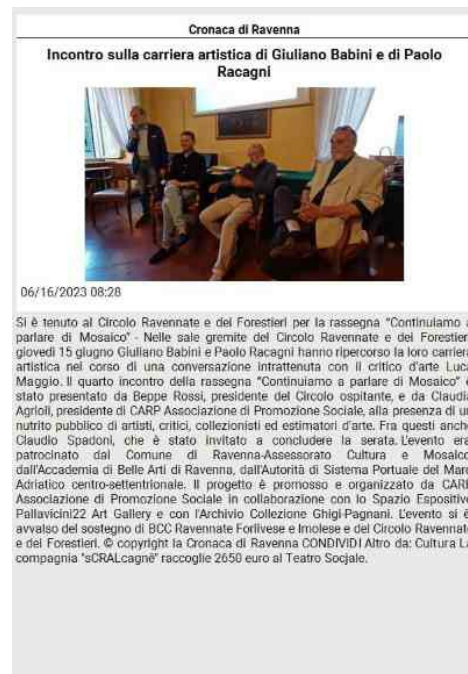 Cronaca di Ravenna
Incontro sulla carriera artistica di Giuliano Babini e di Paolo
Racagni
06/16/2023 08:28
Si è tenuto al Circolo Ravennate e dei Forestieri per la rassegna "Continuiamo a
parlare di Mosaico" - Nelle sale gremite del Circolo Ravennate e dei Forestieri
giovedì 15 giugno Giuliano Babini e Paolo Racagni hanno ripercorso la loro carriera
artistica nel corso di una conversazione intrattenuta con il critico d'arte Luca
Maggio. Il quarto incontro della rassegna "Continuiamo a parlare di Mosaico" è
stato presentato da Beppe Rossi, presidente del Circolo ospitante, e da Claudia
Agrioli, presidente di CARP Associazione di Promozione Sociale, alla presenza di un
nutrito pubblico di artisti, critici, collezionisti ed estimatori d'arte. Fra questi anche
Claudio Spadoni, che è stato invitato a concludere la serata. L'evento era
patrocinato dal Comune di Ravenna-Assessorato Cultura e Mosaico,
dall'Accademia di Belle Arti di Ravenna, dall'Autorità di Sistema Portuale del Mare
Adriatico centro-settentrionale. Il progetto è promosso e organizzato da CARP
Associazione di Promozione Sociale in collaborazione con lo Spazio Espositivo
Pallavicini22 Art Gallery e con l'Archivio Collezione Ghigi-Pagnani. L'evento si è
avvalso del sostegno di BCC Ravennate Forlivese e Imolese e del Circolo Ravennate
e dei Forestieri. © copyright la Cronaca di Ravenna CONDIVIDI Altro da: Cultura La
compagnia "sCRALcagnè" raccoglie 2650 euro al Teatro Socjale.